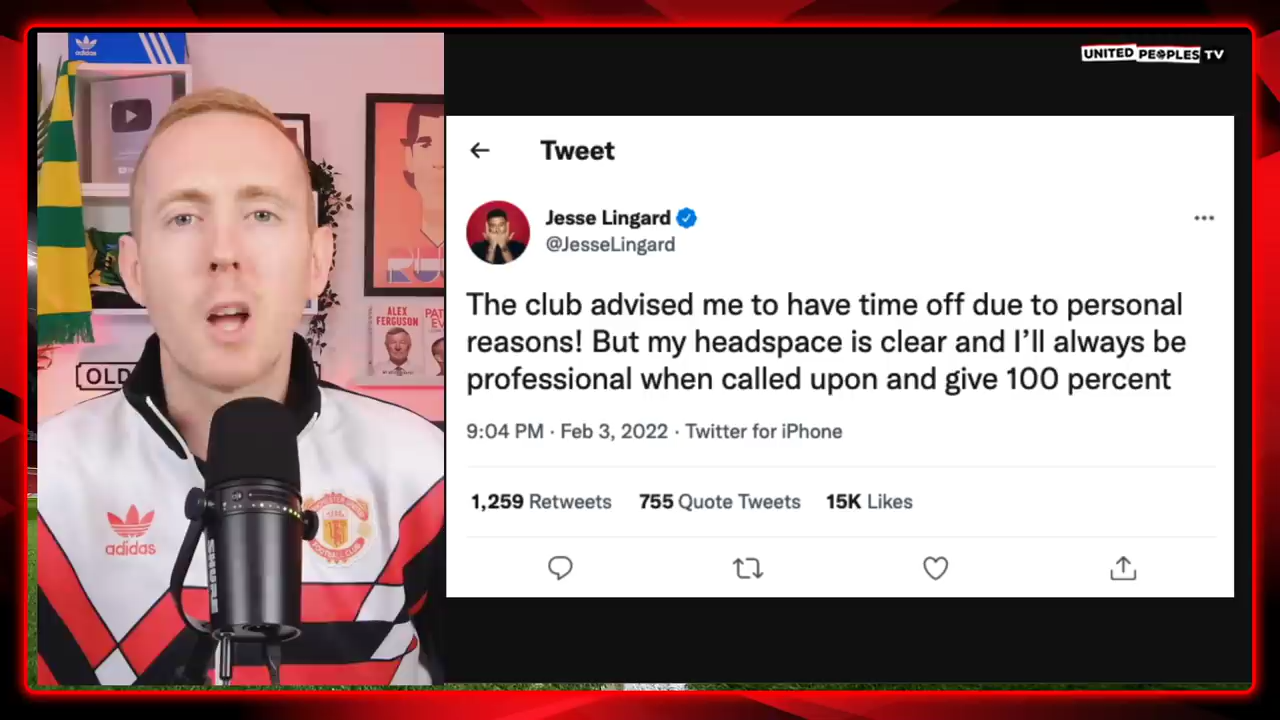 UNITED PEOPLES TV
Tweet
Jesse Lingard
@JesseLingard
The club advised me to have time off due to personal
reasons! But my headspace is clear and I’ll always be
professional when called upon and give 100 percent
9:04 PM · Feb 3, 2022 · Twitter for iPhone
1,259 Retweets 755 Quote Tweets 15K Likes
adidas
ALEX
FERGUSON
OLD
adidas
SHURE